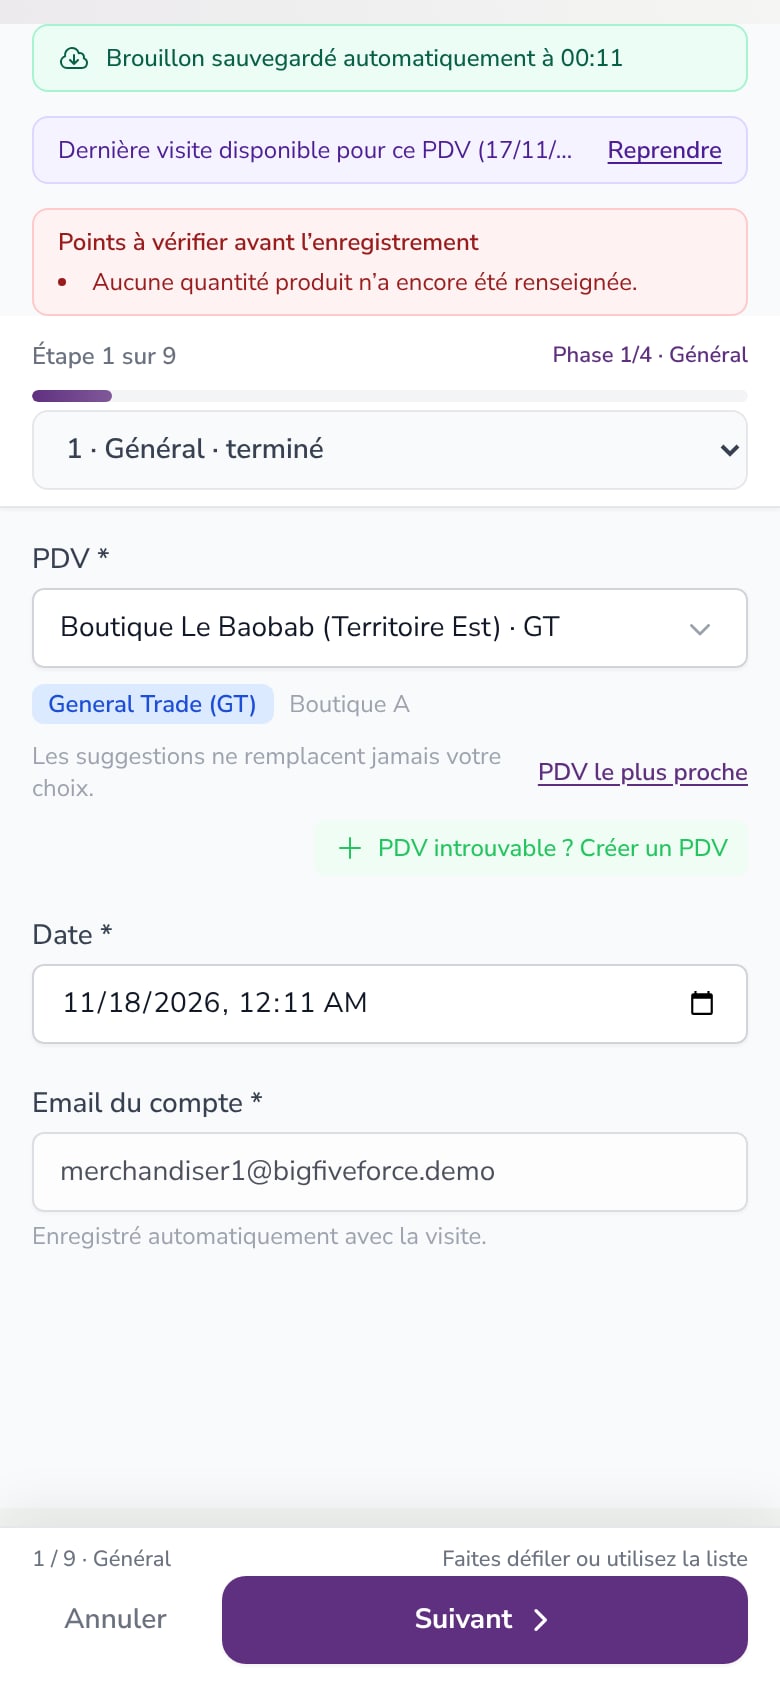 Brouillon sauvegardé automatiquement à 00:11
Dernière visite disponible pour ce PDV (17/11/... Reprendre
Points à vérifier avant l’enregistrement
• Aucune quantité produit n’a encore été renseignée.
Étape 1 sur 9 Phase 1/4 · Général
1 · Général · terminé
PDV *
Boutique Le Baobab (Territoire Est) · GT
General Trade (GT) Boutique A
Les suggestions ne remplacent jamais votre
choix.
PDV le plus proche
PDV introuvable ? Créer un PDV
Date *
11/18/2026, 12:11 AM
Email du compte *
merchandiser1@bigfiveforce.demo
Enregistré automatiquement avec la visite.
1 / 9 · Général Faites défiler ou utilisez la liste
Annuler Suivant